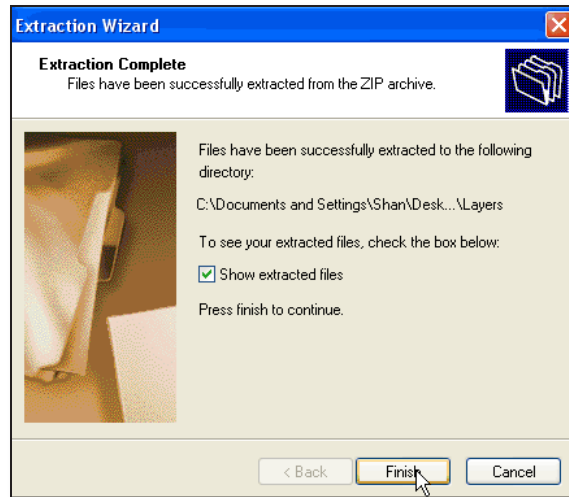 Extraction Wizard
Extraction Complete
Files have been successfully extracted from the ZIP archive.
Files have been successfully extracted to the following
directory:
C:\Documents and Settings\Shan\Desk...\Layers
To see your extracted files, check the box below:
Show extracted files
Press finish to continue.
< Back Finish Cancel